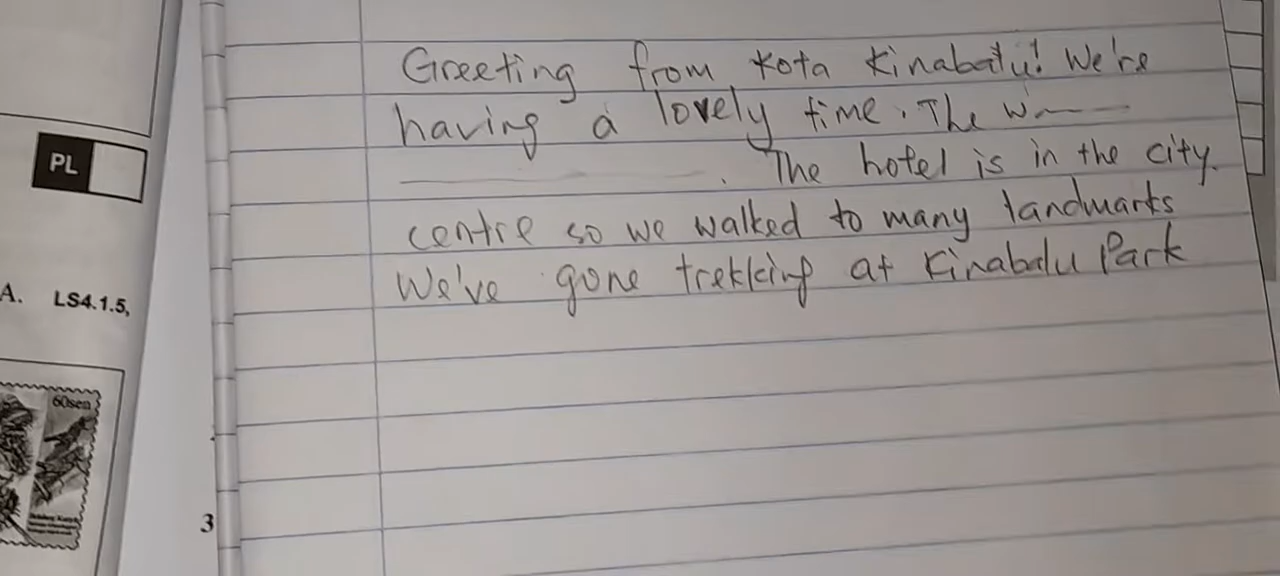 Greeting from Kota Kinabalu! We're
having a lovely time. The w
. The hotel is in the city
centre so we walked to many landmarks
We've gone trekking at Kinabalu Park
PL
A. LS4.1.5,
60sen
3